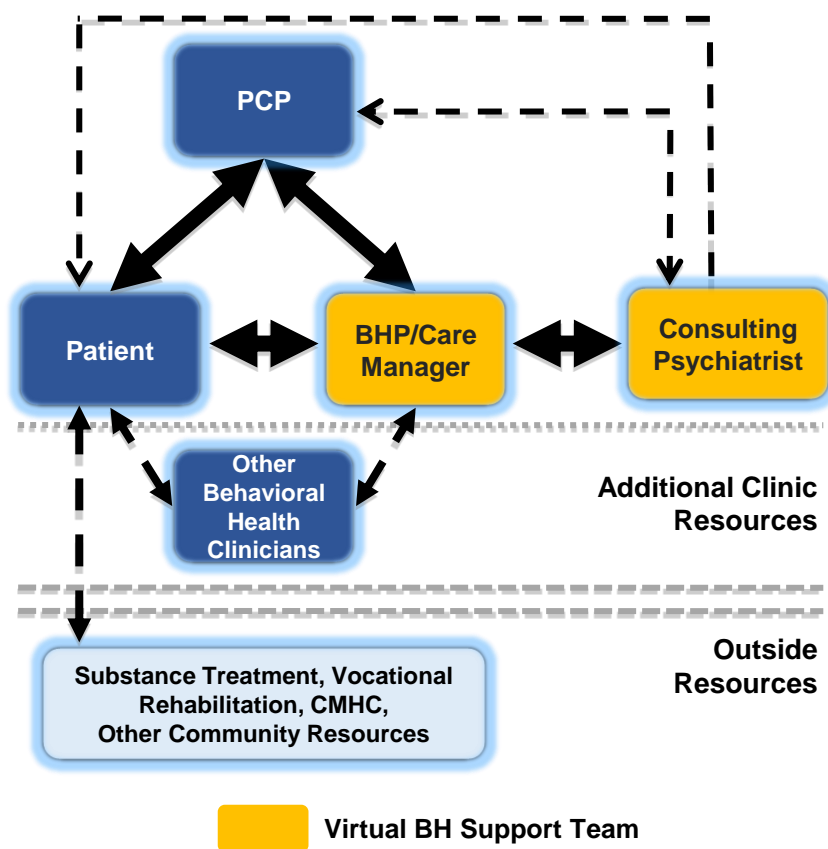 PCP
Patient
BHP/Care
Manager
Consulting
Psychiatrist
Other
Behavioral
Health
Clinicians
Additional Clinic
Resources
Substance Treatment, Vocational
Rehabilitation, CMHC,
Other Community Resources
Outside
Resources
Virtual BH Support Team